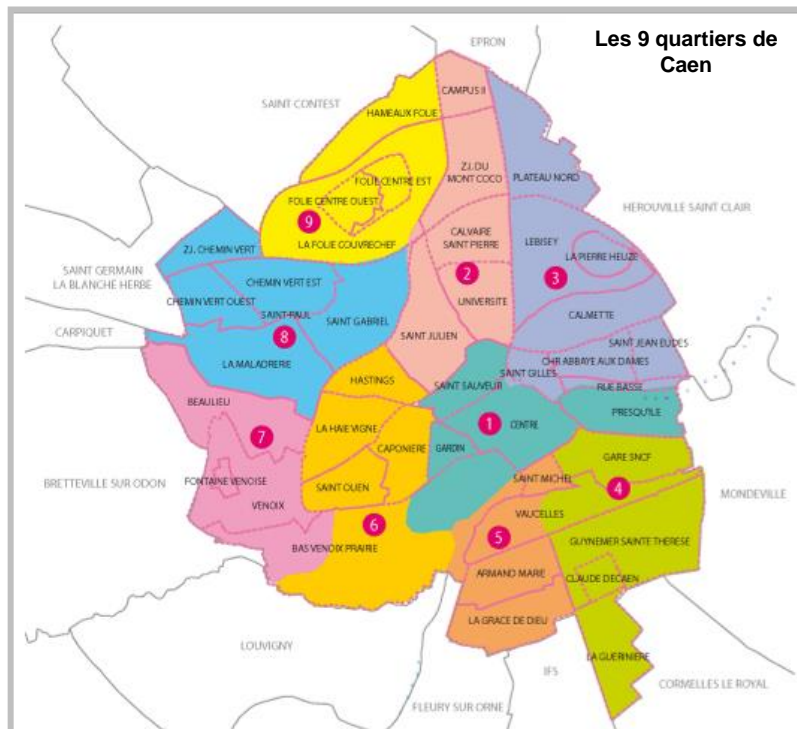 Les 9 quartiers de
Caen
EPRON
CAMPUS II
SAINT CONTEST
HAMEAUX FOLIE
Z.I. DU
MONT COCO
PLATEAU NORD
FOLIE CENTRE EST
FOLIE CENTRE OUEST
HEROUVILLE SAINT CLAIR
9
CALVAIRE
SAINT PIERRE
LEBISEY
LA FOLIE COUVRECHEF
LA PIERRE HEUZE
Z.I. CHEMIN VERT
2
3
SAINT GERMAIN
LA BLANCHE HERBE
CHEMIN VERT EST
CHEMIN VERT OUEST
UNIVERSITE
SAINT-PAUL
SAINT GABRIEL
CALMETTE
CARPIQUET
8
SAINT JULIEN
SAINT JEAN EUDES
LA MALADRERIE
CHR ABBAYE AUX DAMES
SAINT GILLES
HASTINGS
SAINT SAUVEUR
RUE BASSE
BEAULIEU
PRESQU'ILE
LA HAIE VIGNE
1
CENTRE
7
CAPONIERE
GARDIN
GARE SNCF
BRETTEVILLE SUR ODON
FONTAINE VENOISE
SAINT OUEN
SAINT MICHEL
4
MONDEVILLE
VENOIX
VAUCELLES
6
5
GUYNEMER SAINTE THERESE
BAS VENOIX PRAIRIE
ARMAND MARIE
CLAUDE DECAEN
LA GRACE DE DIEU
LOUVIGNY
LA GUERINIERE
IFS
CORMELLES LE ROYAL
FLEURY SUR ORNE